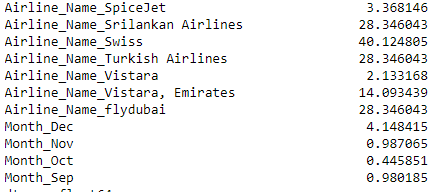 Airline_Name_SpiceJet 3.368146
Airline_Name_Srilankan Airlines 28.346043
Airline_Name_Swiss 40.124805
Airline_Name_Turkish Airlines 28.346043
Airline_Name_Vistara 2.133168
Airline_Name_Vistara, Emirates 14.093439
Airline_Name_flydubai 28.346043
Month_Dec 4.148415
Month_Nov 0.987065
Month_Oct 0.445851
Month_Sep 0.980185